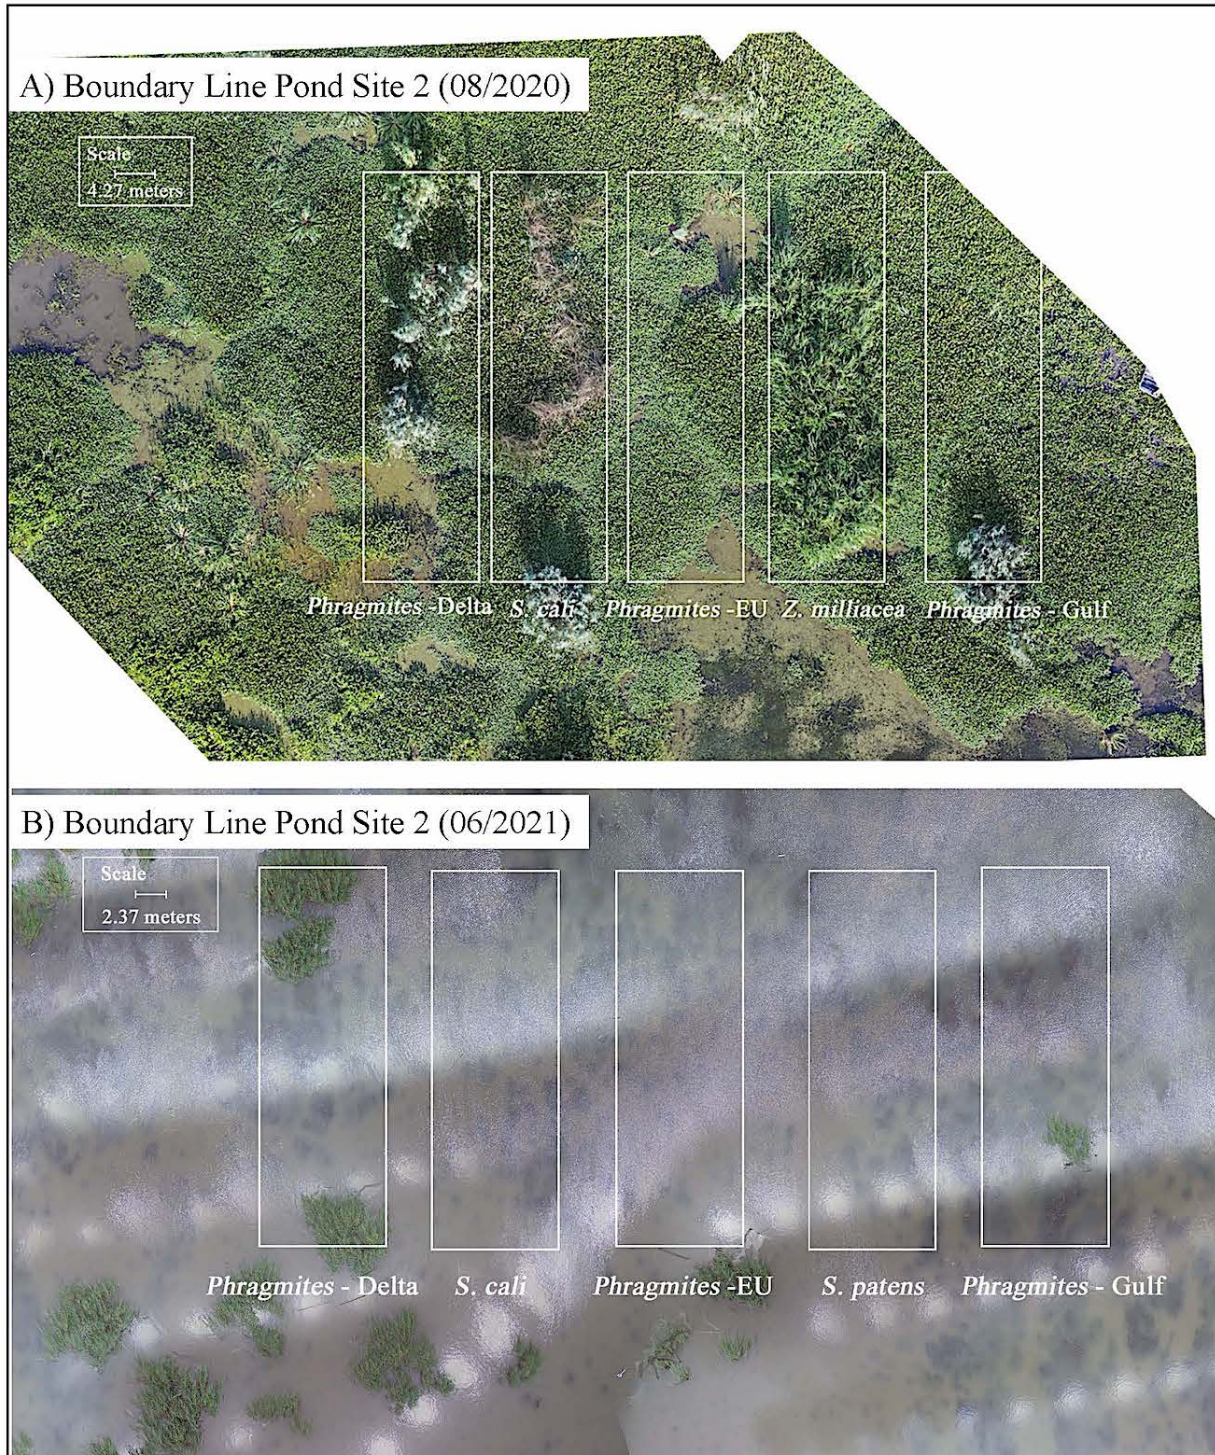 A) Boundary Line Pond Site 2 (08/2020)
Scale
4.27 meters
Phragmites -Delta S. cali Phragmites -EU Z. milliacea Phragmites - Gulf
B) Boundary Line Pond Site 2 (06/2021)
Scale
2.37 meters
Phragmites - Delta S. cali Phragmites -EU S. patens Phragmites - Gulf